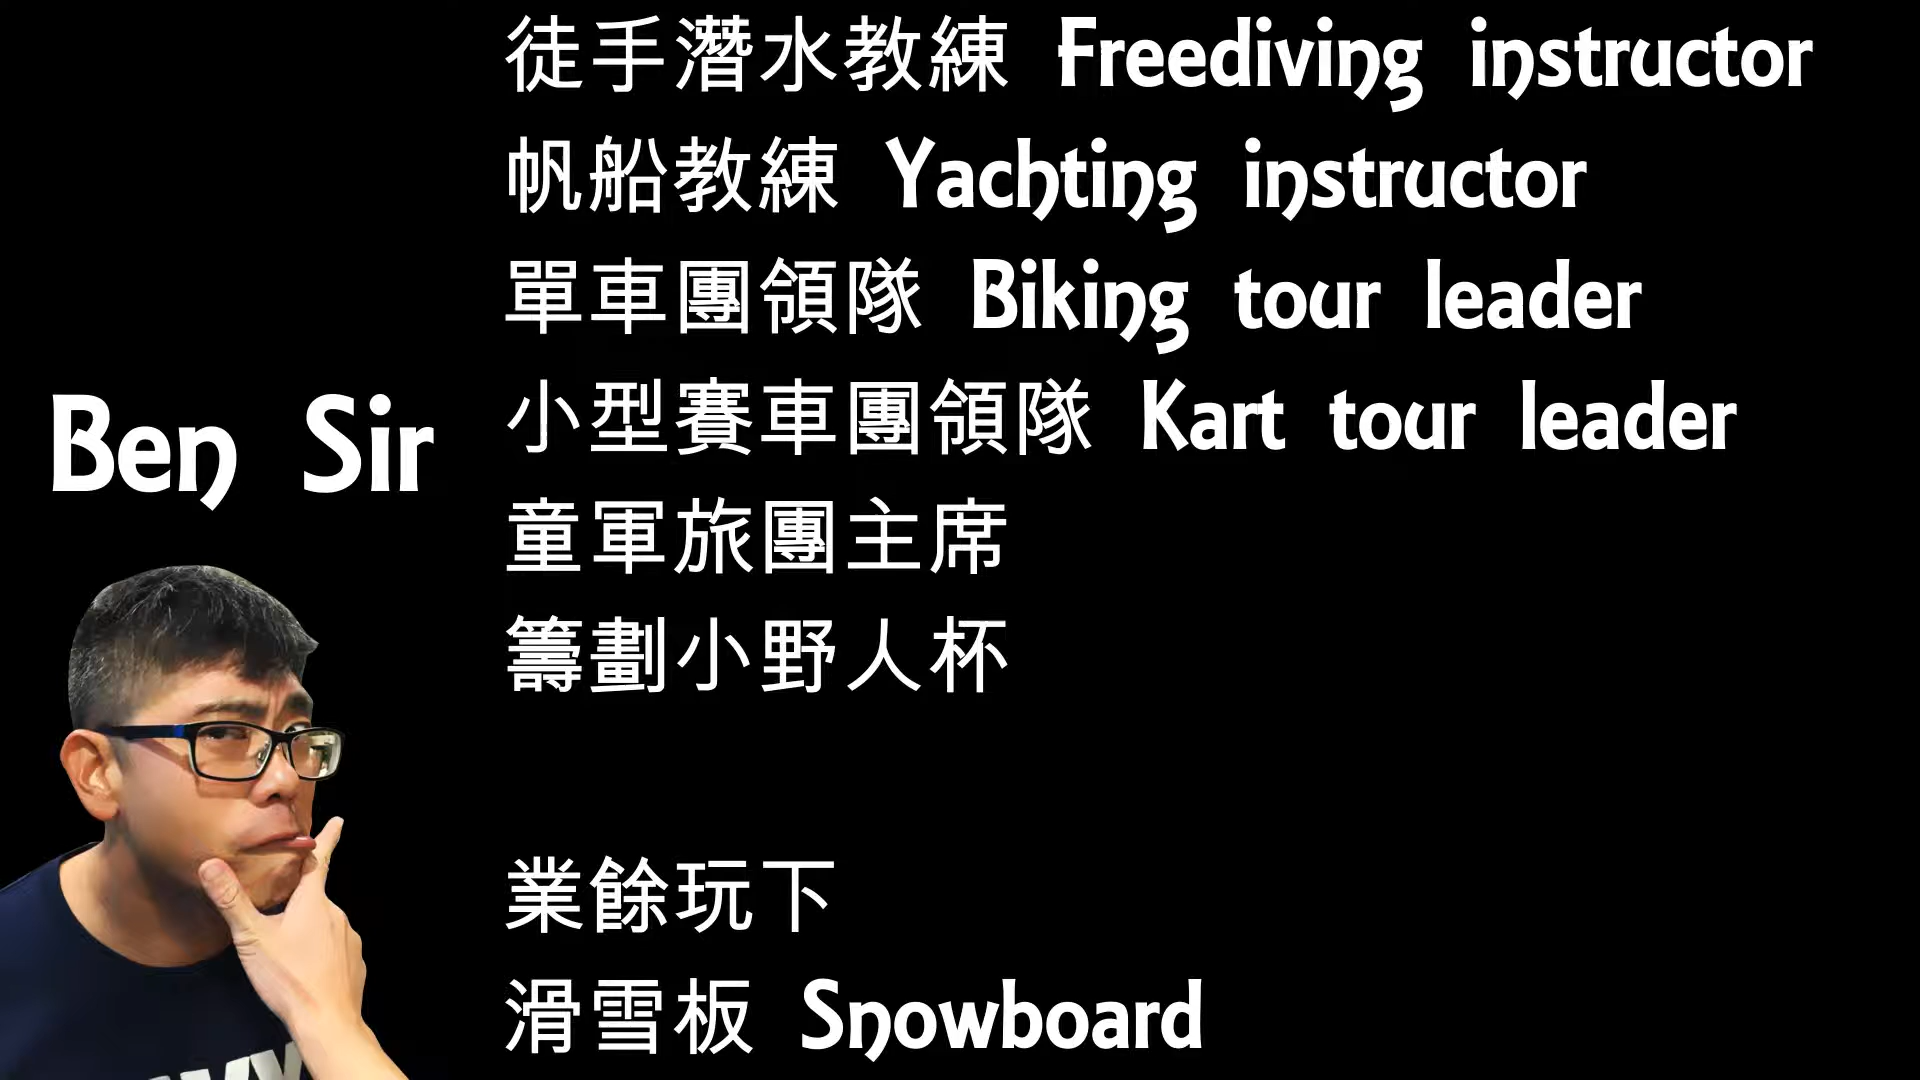 Ben Sir
徒手潛水教練 Freediving instructor
帆船教練 Yachting instructor
單車團領隊 Biking tour leader
小型賽車團領隊 Kart tour leader
童軍旅團主席
籌劃小野人杯
業餘玩下
滑雪板 Snowboard